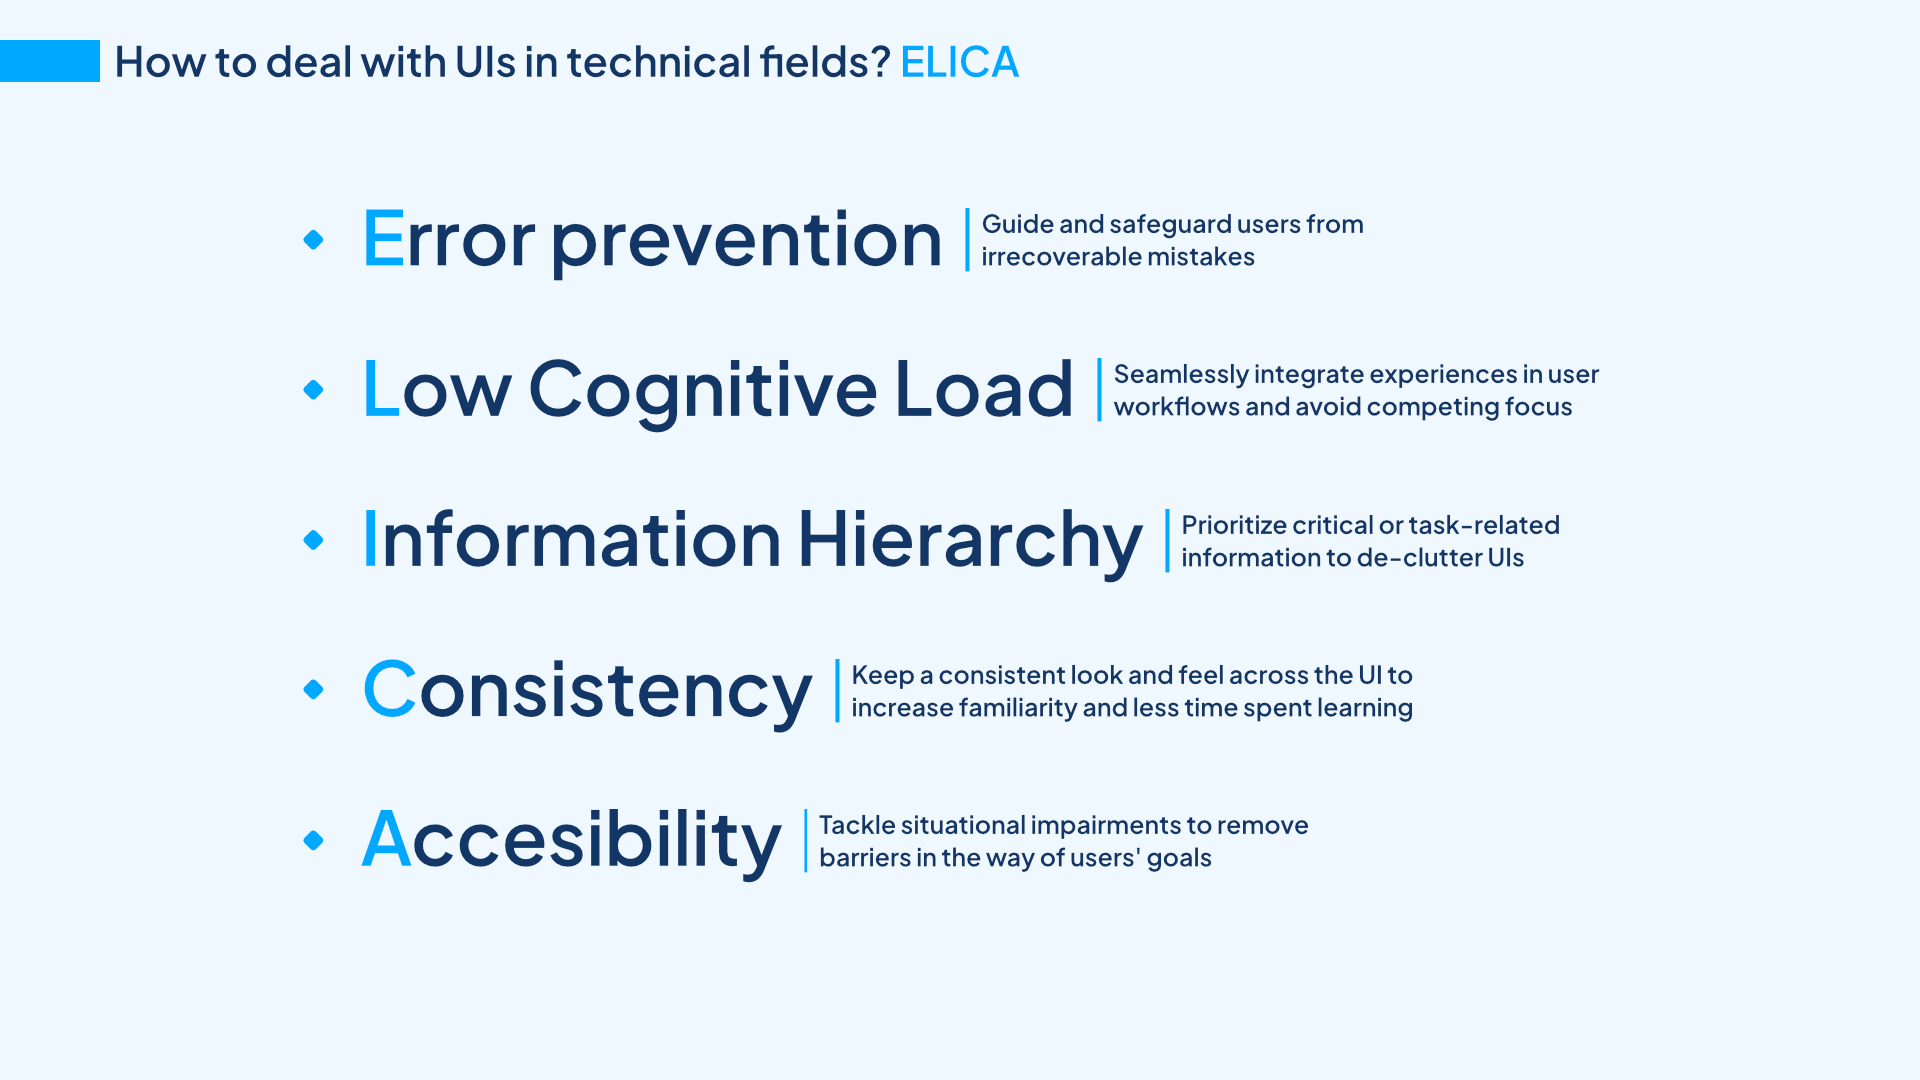 How to deal with UIs in technical fields? ELICA
Error prevention
Guide and safeguard users from
irrecoverable mistakes
Low Cognitive Load
Seamlessly integrate experiences in user
workflows and avoid competing focus
Information Hierarchy
Prioritize critical or task-related
information to de-clutter UIs
Consistency
Keep a consistent look and feel across the UI to
increase familiarity and less time spent learning
Accesibility
Tackle situational impairments to remove
barriers in the way of users' goals